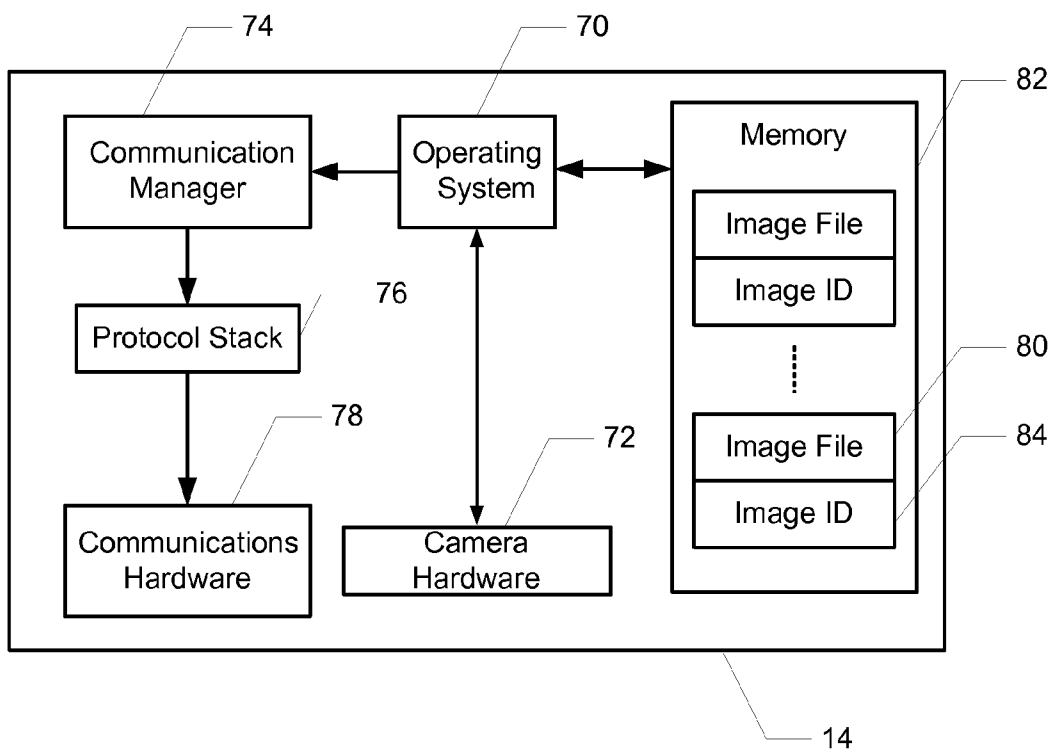 74
70
82
Communication
Manager
Operating
System
Memory
Image File
Image ID
76
Protocol Stack
80
78
72
84
Image File
Image ID
Communications
Hardware
Camera
Hardware
14